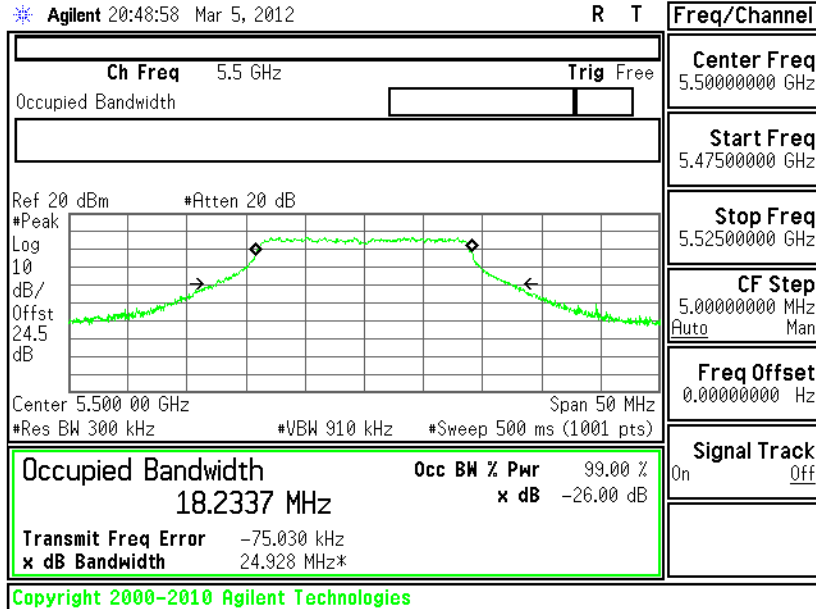 Agilent 20:48:58 Mar 5, 2012 R T
Freq/Channel
Ch Freq 5.5 GHz Trig Free
Occupied Bandwidth
Center Freq
5.50000000 GHz
Start Freq
5.47500000 GHz
Stop Freq
5.52500000 GHz
CF Step
5.00000000 MHz
Auto Man
Freq Offset
0.00000000 Hz
Signal Track
On Off
Ref 20 dBm #Atten 20 dB
#Peak
Log
10
dB/
Offst
24.5
dB
Center 5.500 00 GHz Span 50 MHz
#Res BW 300 kHz #VBW 910 kHz #Sweep 500 ms (1001 pts)
Occupied Bandwidth Occ BW % Pwr 99.00 %
18.2337 MHz x dB -26.00 dB
Transmit Freq Error -75.030 kHz
x dB Bandwidth 24.928 MHz*
Copyright 2000-2010 Agilent Technologies